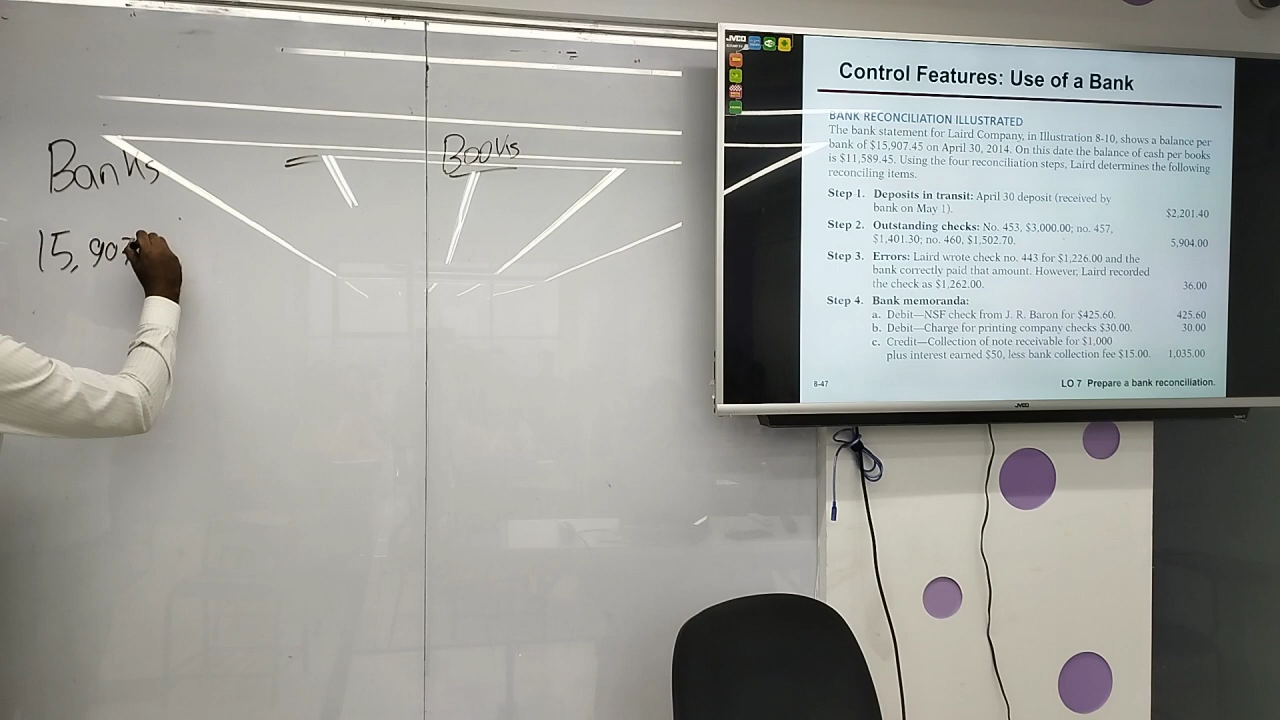 Banks = Books
15,907
JVCO
Control Features: Use of a Bank
BANK RECONCILIATION ILLUSTRATED
The bank statement for Laird Company, in Illustration 8-10, shows a balance per
bank of $15,907.45 on April 30, 2014. On this date the balance of cash per books
is $11,589.45. Using the four reconciliation steps, Laird determines the following
reconciling items.
Step 1. Deposits in transit: April 30 deposit (received by
bank on May 1). $2,201.40
Step 2. Outstanding checks: No. 453, $3,000.00; no. 457,
$1,401.30; no. 460, $1,502.70. 5,904.00
Step 3. Errors: Laird wrote check no. 443 for $1,226.00 and the
bank correctly paid that amount. However, Laird recorded
the check as $1,262.00. 36.00
Step 4. Bank memoranda:
a. Debit—NSF check from J. R. Baron for $425.60. 425.60
b. Debit—Charge for printing company checks $30.00. 30.00
c. Credit—Collection of note receivable for $1,000
plus interest earned $50, less bank collection fee $15.00. 1,035.00
8-47 LO 7 Prepare a bank reconciliation.
JVCO